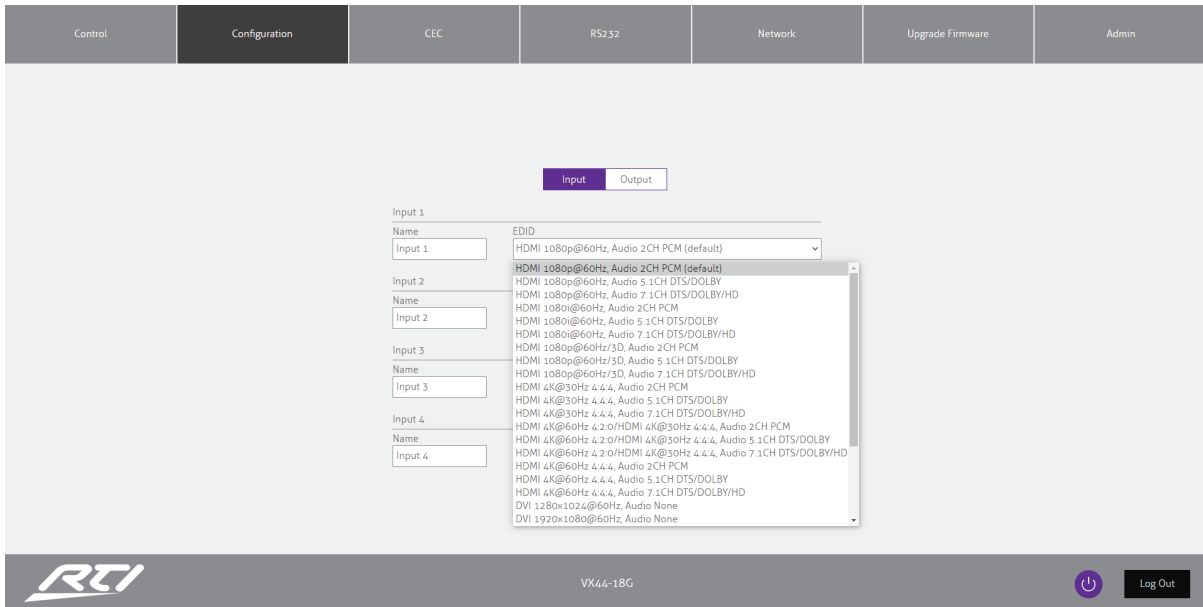 Control Configuration CEC RS232 Network Upgrade Firmware Admin
Input Output
Input 1
Name EDID
Input 1 HDMI 1080p@60Hz, Audio 2CH PCM (default)
HDMI 1080p@60Hz, Audio 2CH PCM (default)
Input 2
HDMI 1080p@60Hz, Audio 5.1CH DTS/DOLBY
HDMI 1080p@60Hz, Audio 7.1CH DTS/DOLBY/HD
Name
HDMI 1080i@60Hz, Audio 2CH PCM
Input 2
HDMI 1080i@60Hz, Audio 5.1CH DTS/DOLBY
HDMI 1080i@60Hz, Audio 7.1CH DTS/DOLBY/HD
Input 3
HDMI 1080p@60Hz/3D, Audio 2CH PCM
HDMI 1080p@60Hz/3D, Audio 5.1CH DTS/DOLBY
Name
HDMI 1080p@60Hz/3D, Audio 7.1CH DTS/DOLBY/HD
Input 3
HDMI 4K@30Hz 4:4:4, Audio 2CH PCM
HDMI 4K@30Hz 4:4:4, Audio 5.1CH DTS/DOLBY
HDMI 4K@30Hz 4:4:4, Audio 7.1CH DTS/DOLBY/HD
Input 4
HDMI 4K@60Hz 4:2:0/HDMI 4K@30Hz 4:4:4, Audio 2CH PCM
Name
HDMI 4K@60Hz 4:2:0/HDMI 4K@30Hz 4:4:4, Audio 5.1CH DTS/DOLBY
HDMI 4K@60Hz 4:2:0/HDMI 4K@30Hz 4:4:4, Audio 7.1CH DTS/DOLBY/HD
Input 4
HDMI 4K@60Hz 4:4:4, Audio 2CH PCM
HDMI 4K@60Hz 4:4:4, Audio 5.1CH DTS/DOLBY
HDMI 4K@60Hz 4:4:4, Audio 7.1CH DTS/DOLBY/HD
DVI 1280x1024@60Hz, Audio None
DVI 1920x1080@60Hz, Audio None
RTI VX44-18G Log Out